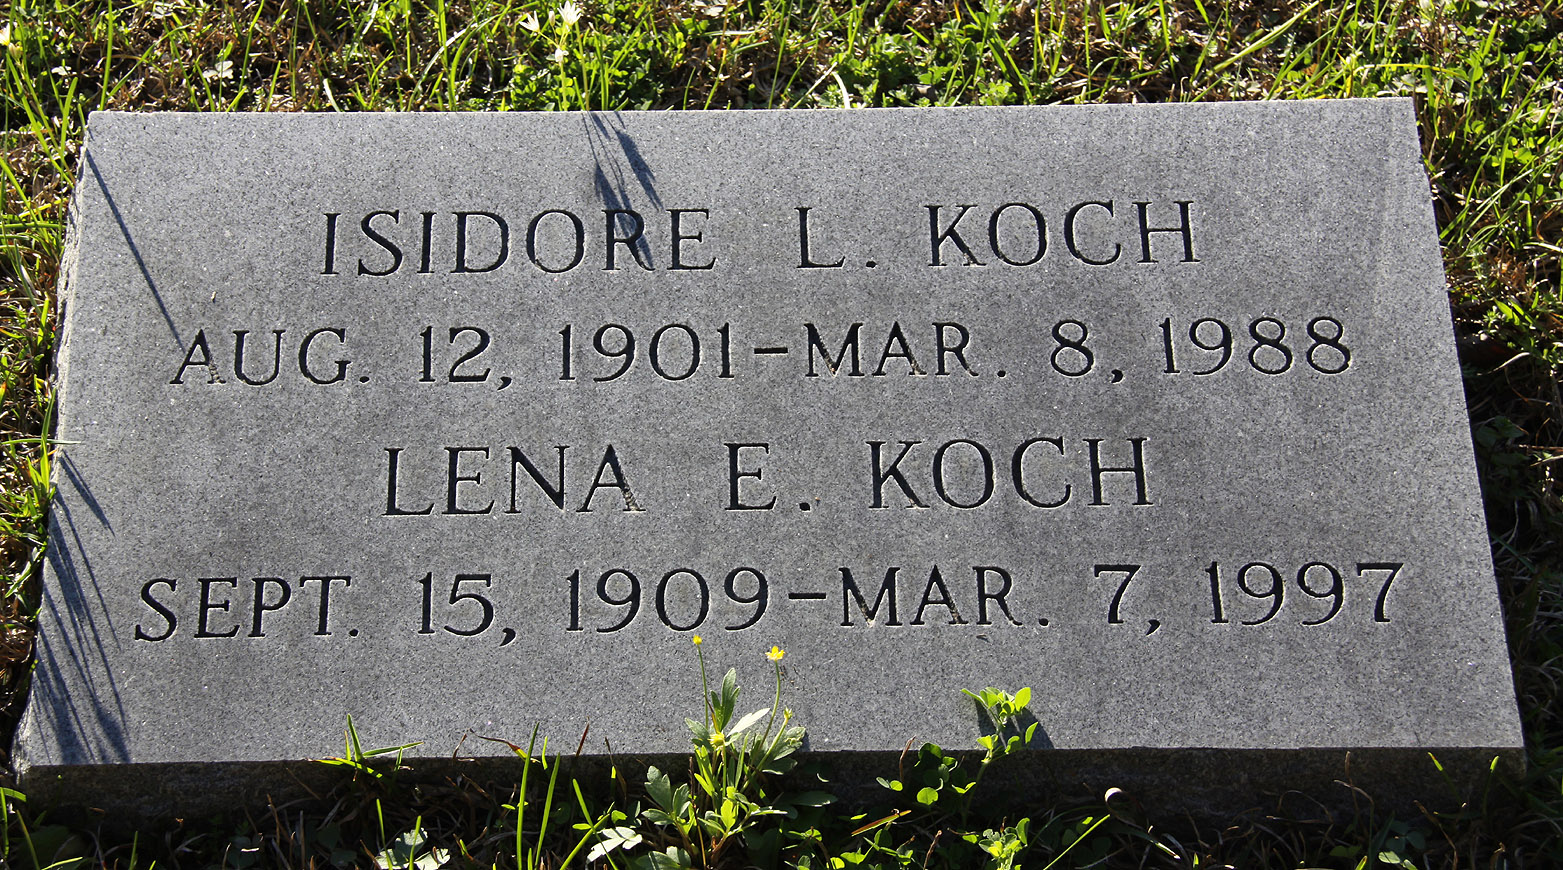 ISIDORE L. KOCH
AUG. 12, 1901-MAR. 8, 1988
LENA E. KOCH
SEPT. 15, 1909-MAR. 7, 1997